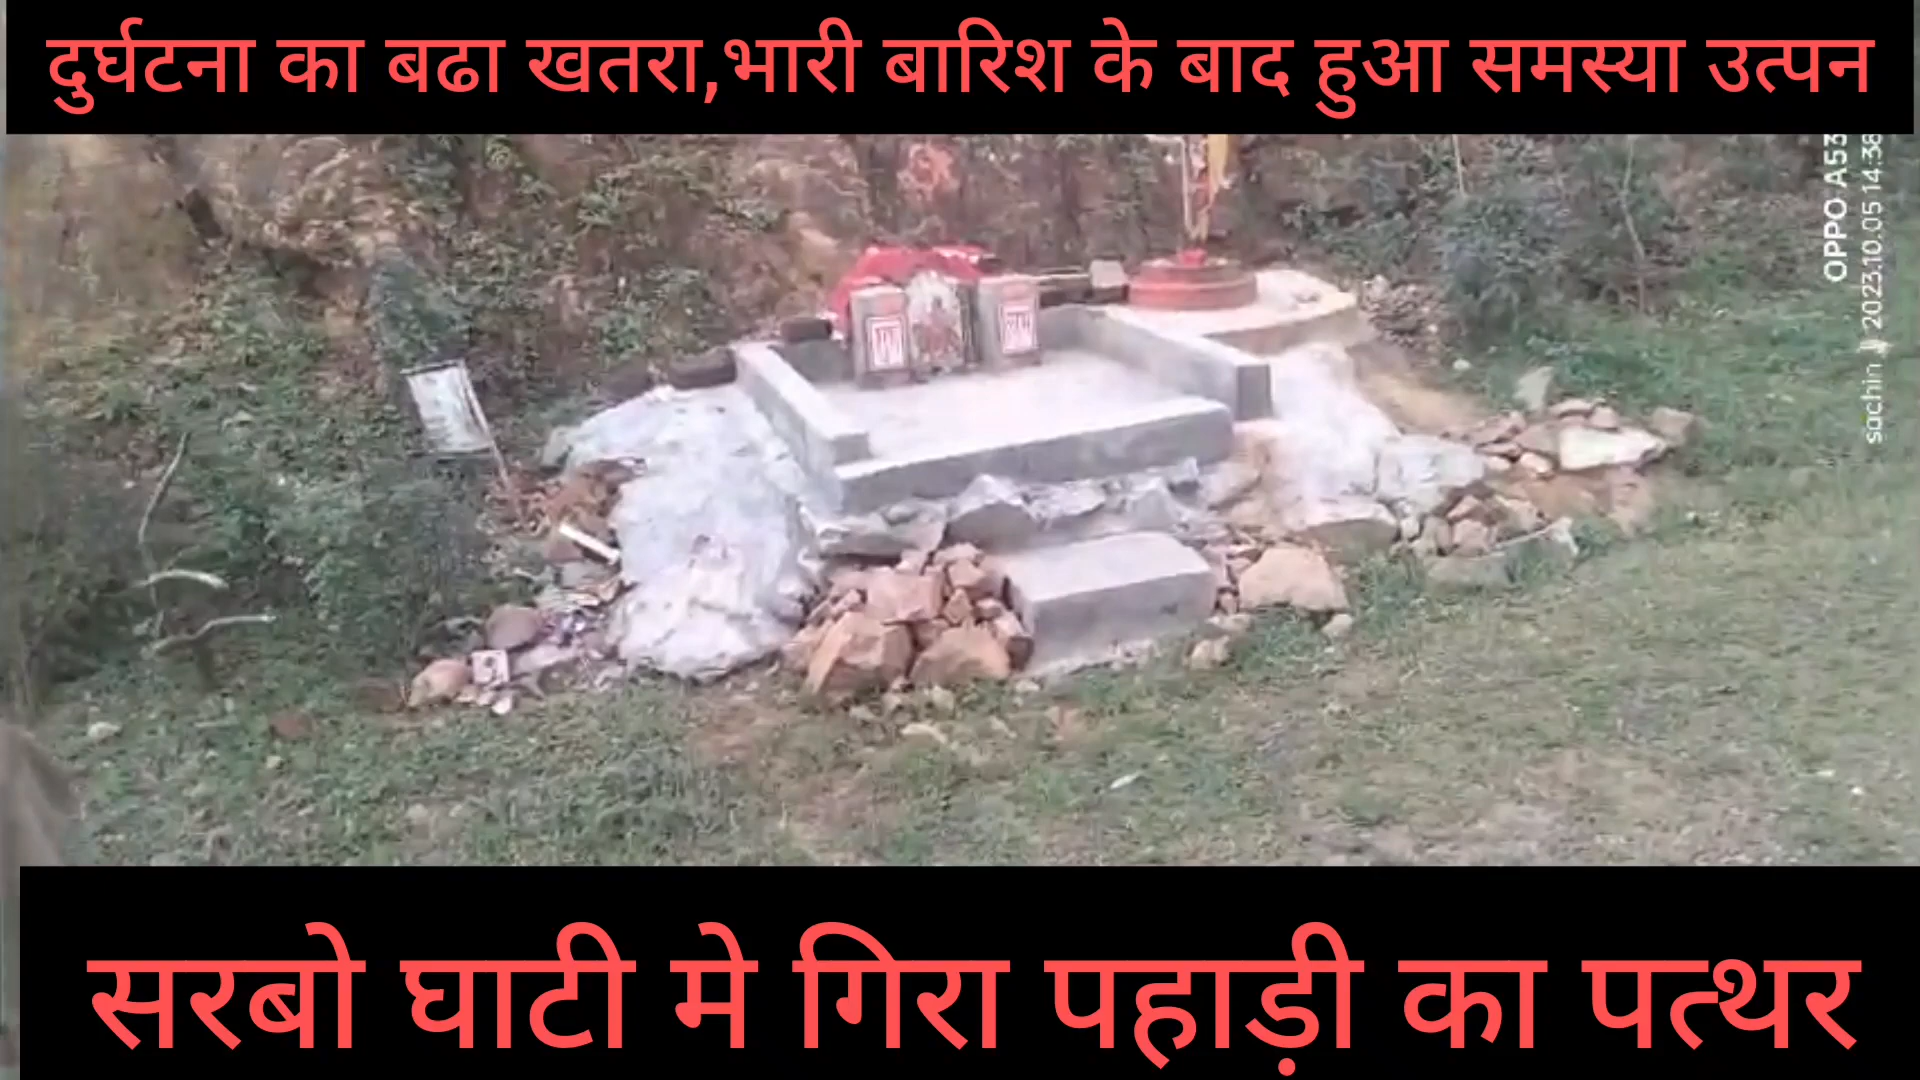 दुर्घटना का बढा खतरा,भारी बारिश के बाद हुआ समस्या उत्पन
OPPO A53
sachin 2023.10.05 14:38
सरबो घाटी मे गिरा पहाड़ी का पत्थर